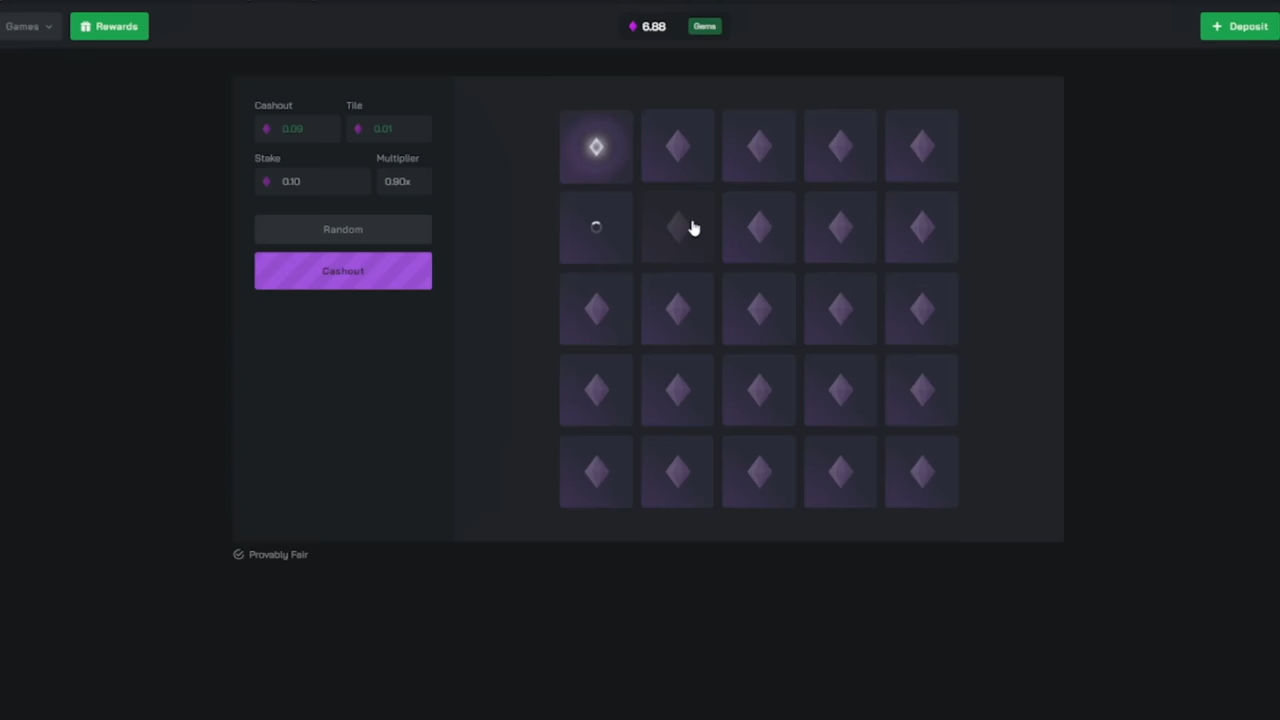 Games
Rewards
6.88
Gems
+ Deposit
Cashout
Tile
0.09
0.01
Stake
Multiplier
0.10
0.90x
Random
Cashout
Provably Fair